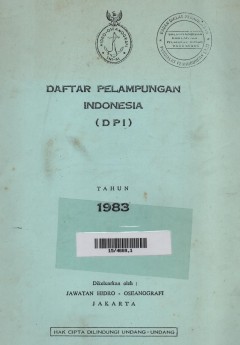 DAFTAR PELAMPUNGAN
INDONESIA
(DPI)
TAHUN
1983
Dikeluarkan oleh :
JAWATAN HIDRO - OSEANOGRAFI
JAKARTA
HAK CIPTA DILINDUNGI UNDANG-UNDANG